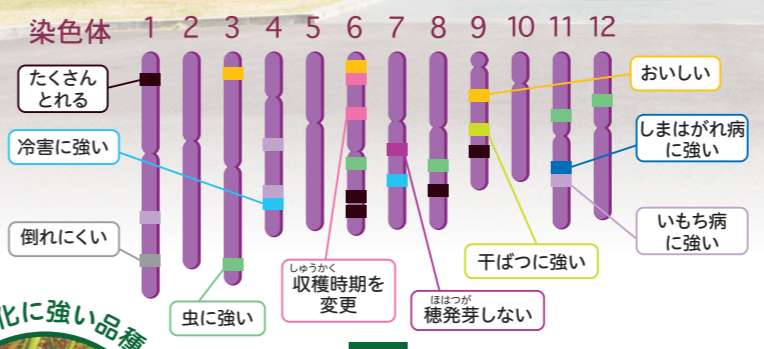 染色体 1 2 3 4 5 6 7 8 9 10 11 12
たくさん
とれる
おいしい
冷害に強い
しまはがれ病
に強い
倒れにくい
いもち病
に強い
干ばつに強い
しゅうかく
収穫時期を
変更
ほはつが
穂発芽しない
虫に強い
化に強い品種